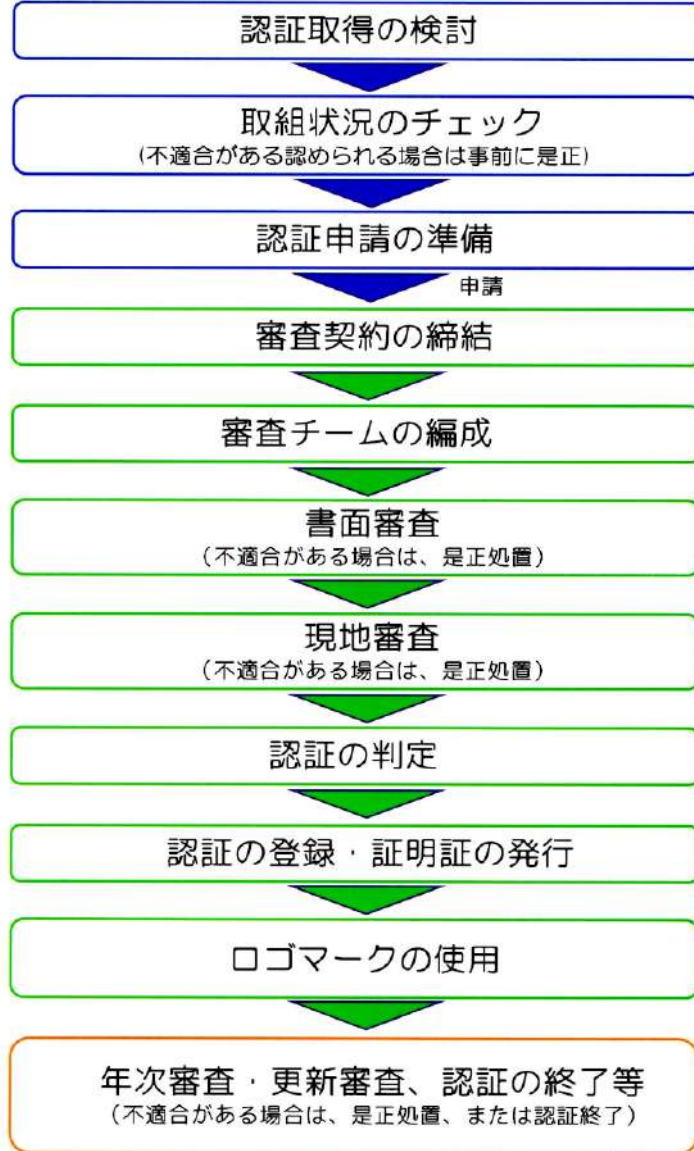 認証取得の検討
取組状況のチェック
(不適合がある認められる場合は事前に是正)
認証申請の準備
申請
審査契約の締結
審査チームの編成
書面審査
（不適合がある場合は、是正処置）
現地審査
（不適合がある場合は、是正処置）
認証の判定
認証の登録・証明証の発行
ロゴマークの使用
年次審査・更新審査、認証の終了等
（不適合がある場合は、是正処置、または認証終了）